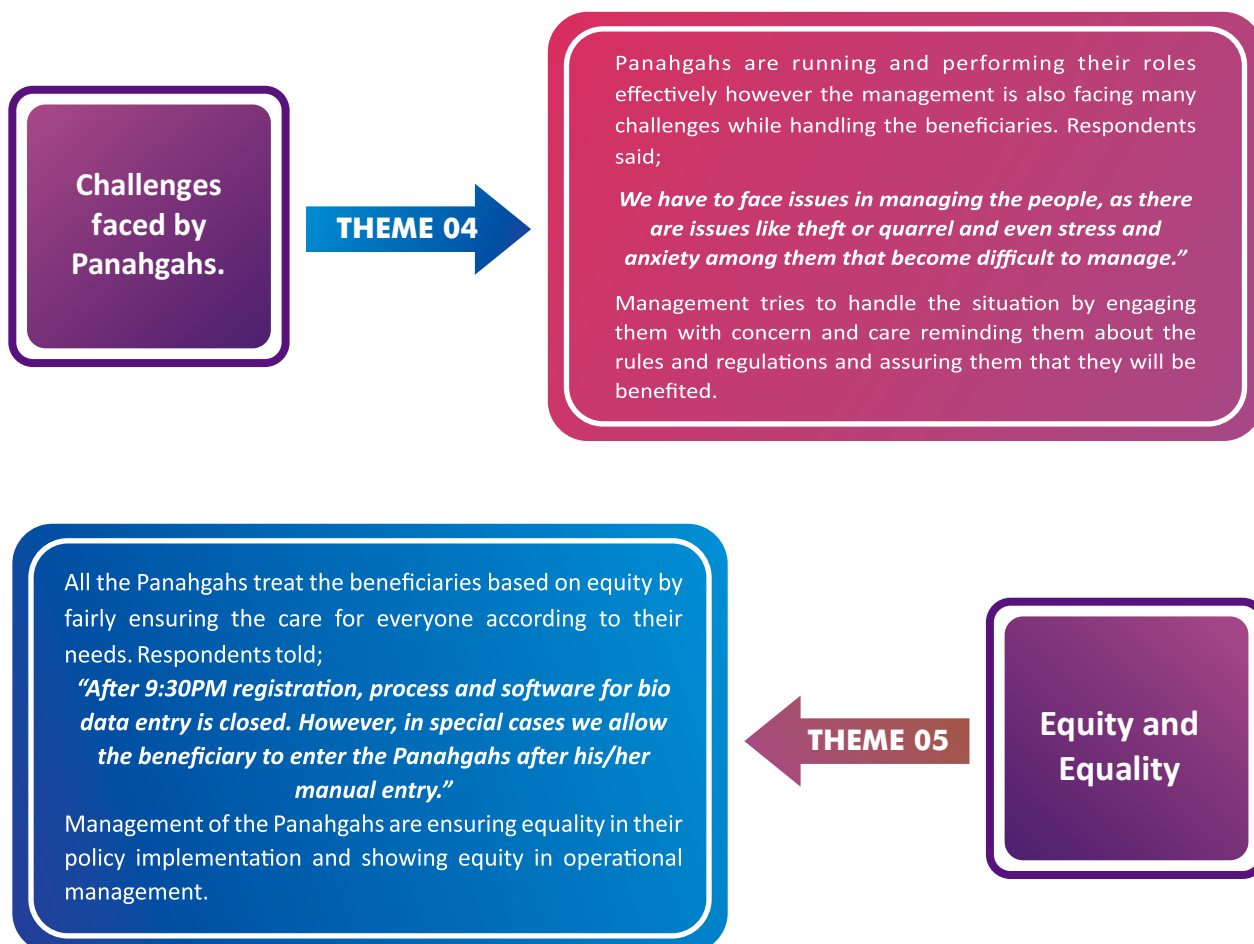 Challenges
faced by
Panahgahs.
THEME 04
Panahgahs are running and performing their roles
effectively however the management is also facing many
challenges while handling the beneficiaries. Respondents
said;
We have to face issues in managing the people, as there
are issues like theft or quarrel and even stress and
anxiety among them that become difficult to manage.”
Management tries to handle the situation by engaging
them with concern and care reminding them about the
rules and regulations and assuring them that they will be
benefited.
All the Panahgahs treat the beneficiaries based on equity by
fairly ensuring the care for everyone according to their
needs. Respondents told;
“After 9:30PM registration, process and software for bio
data entry is closed. However, in special cases we allow
the beneficiary to enter the Panahgahs after his/her
manual entry.”
Management of the Panahgahs are ensuring equality in their
policy implementation and showing equity in operational
management.
THEME 05
Equity and
Equality